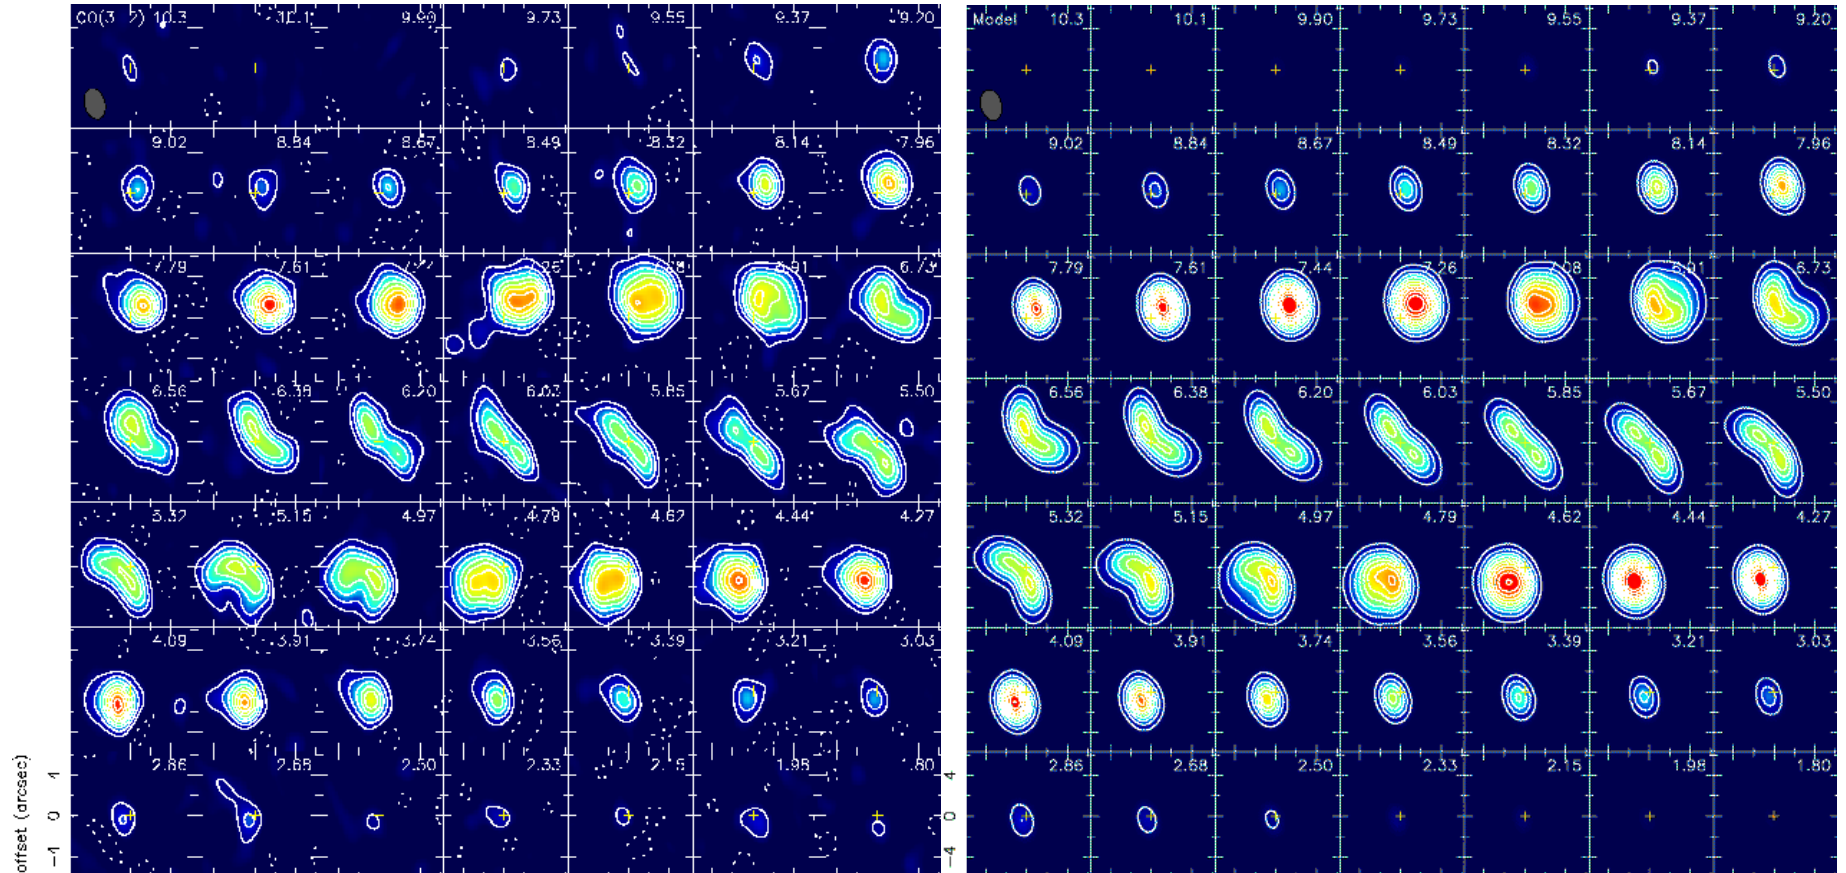 CO(3-2) 10.3 10.1 9.90 9.73 9.55 9.37 9.20
Model 10.3 10.1 9.90 9.73 9.55 9.37 9.20
9.02 8.84 8.67 8.49 8.32 8.14 7.96
9.02 8.84 8.67 8.49 8.32 8.14 7.96
7.79 7.61 7.26 6.91 6.73
7.79 7.61 7.44 7.26 7.08 6.91 6.73
6.56 6.39 6.20 6.03 5.85 5.67 5.50
6.56 6.38 6.20 6.03 5.85 5.67 5.50
5.32 5.15 4.97 4.79 4.62 4.44 4.27
5.32 5.15 4.97 4.79 4.62 4.44 4.27
4.09 3.91 3.74 3.56 3.39 3.21 3.03
4.09 3.91 3.74 3.56 3.39 3.21 3.03
2.86 2.68 2.50 2.33 2.15 1.98 1.80
2.86 2.68 2.50 2.33 2.15 1.98 1.80
4
0
-4
offset (arcsec)
4
0
-4